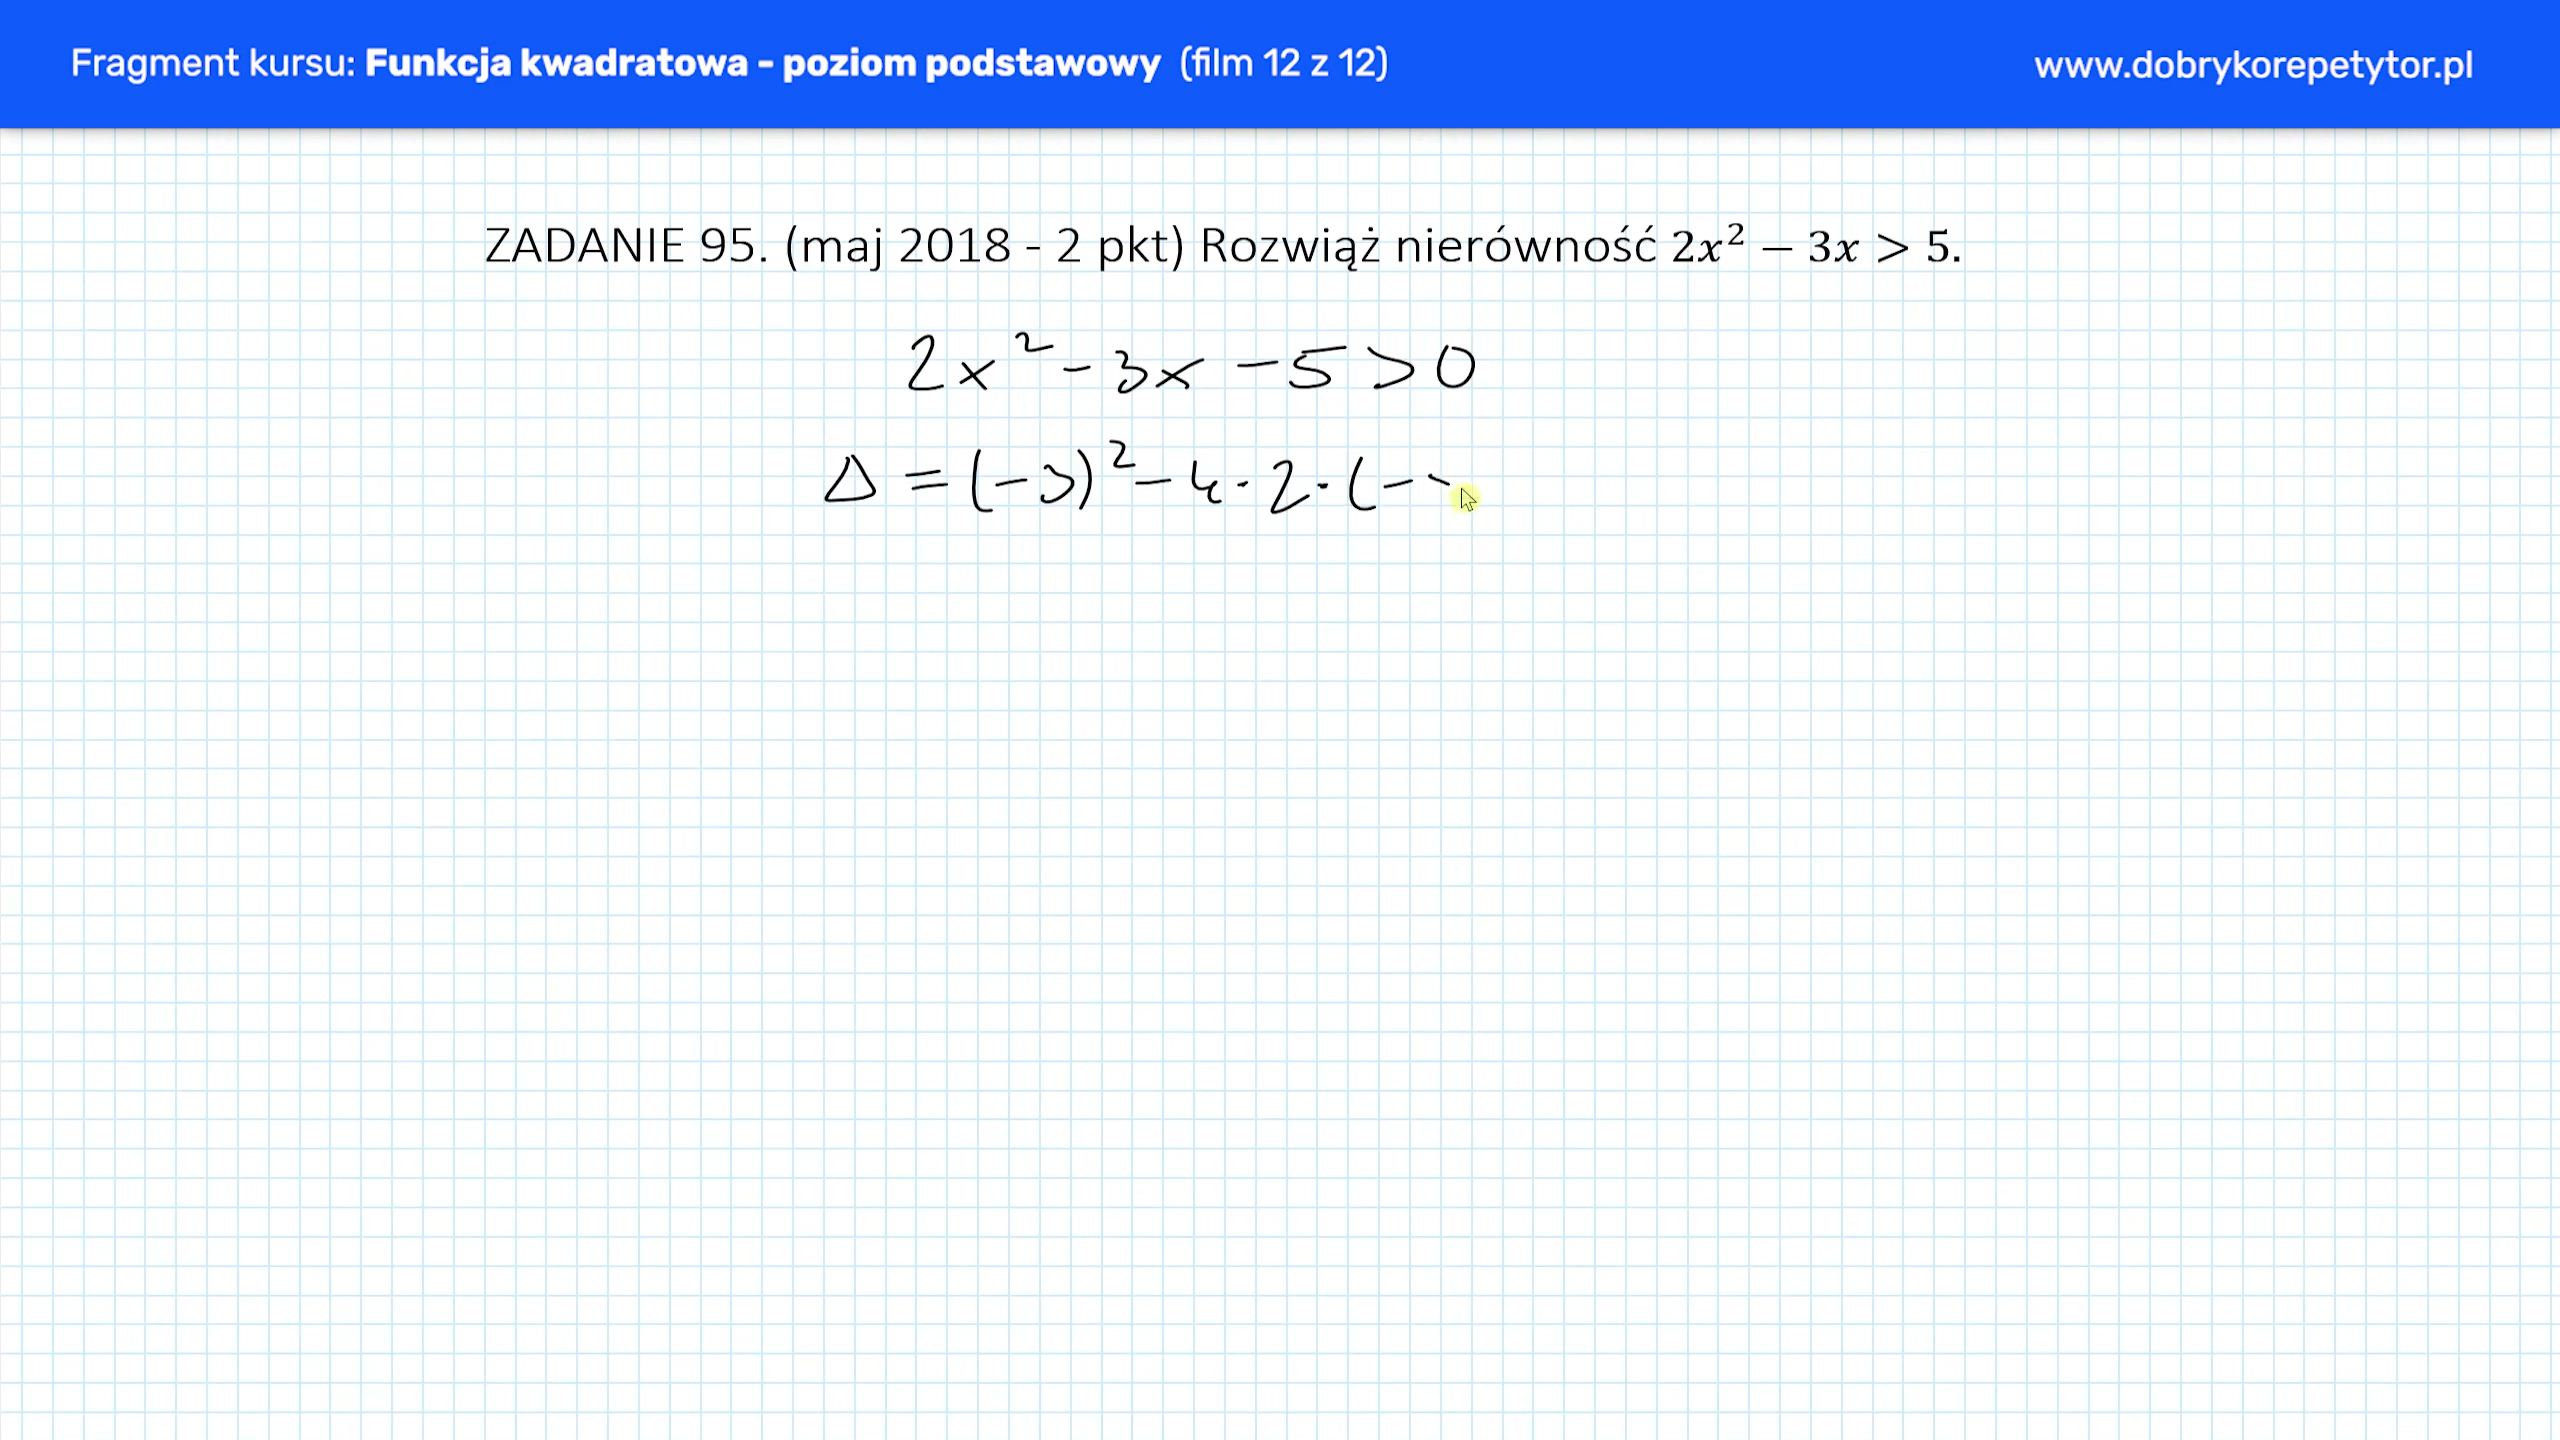 Fragment kursu: Funkcja kwadratowa - poziom podstawowy (film 12 z 12)
www.dobrykorepetytor.pl
ZADANIE 95. (maj 2018 - 2 pkt) Rozwiąż nierówność 2x² − 3x > 5.
2x² - 3x - 5 > 0
Δ = (-3)² - 4 · 2 · (-